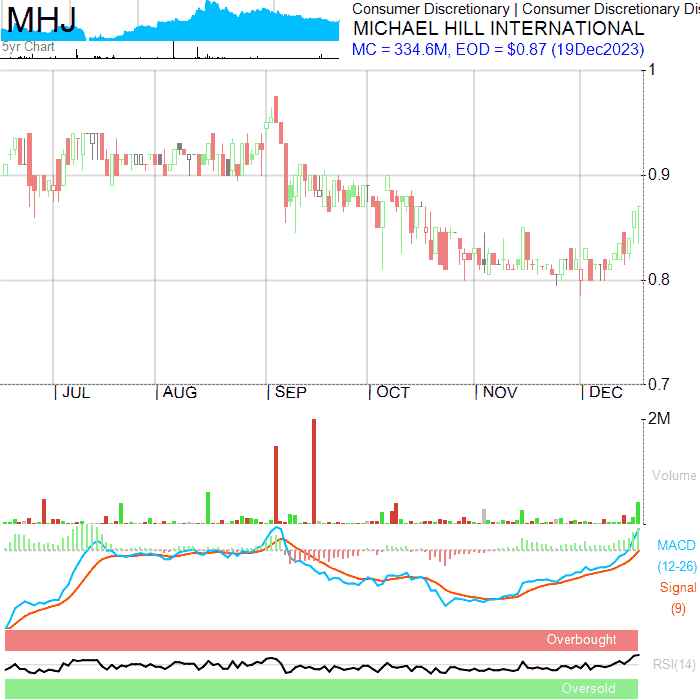 MHJ
5yr Chart
Consumer Discretionary | Consumer Discretionary Dis
MICHAEL HILL INTERNATIONAL
MC = 334.6M, EOD = $0.87 (19Dec2023)
1
0.9
0.8
0.7
JUL AUG SEP OCT NOV DEC
2M
Volume
MACD
(12-26)
Signal
(9)
Overbought
RSI(14)
Oversold